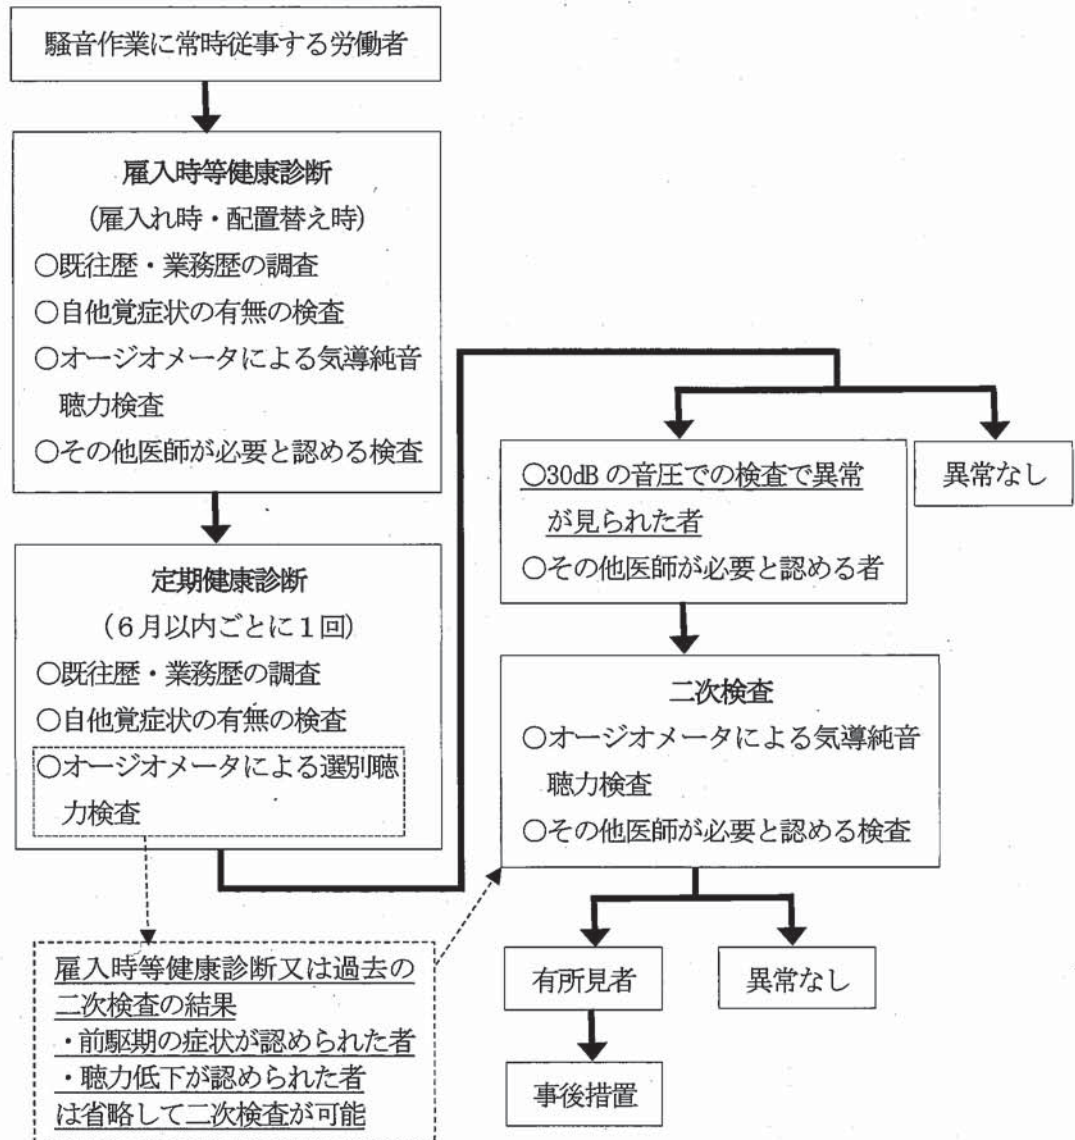 騒音作業に常時従事する労働者
雇入時等健康診断
(雇入れ時・配置替え時)
○既往歴・業務歴の調査
○自他覚症状の有無の検査
○オージオメータによる気導純音
聴力検査
○その他医師が必要と認める検査
定期健康診断
(6月以内ごとに1回)
○既往歴・業務歴の調査
○自他覚症状の有無の検査
○オージオメータによる選別聴
力検査
雇入時等健康診断又は過去の
二次検査の結果
・前駆期の症状が認められた者
・聴力低下が認められた者
は省略して二次検査が可能
○30dBの音圧での検査で異常
が見られた者
○その他医師が必要と認める者
異常なし
二次検査
○オージオメータによる気導純音
聴力検査
○その他医師が必要と認める検査
有所見者
異常なし
事後措置